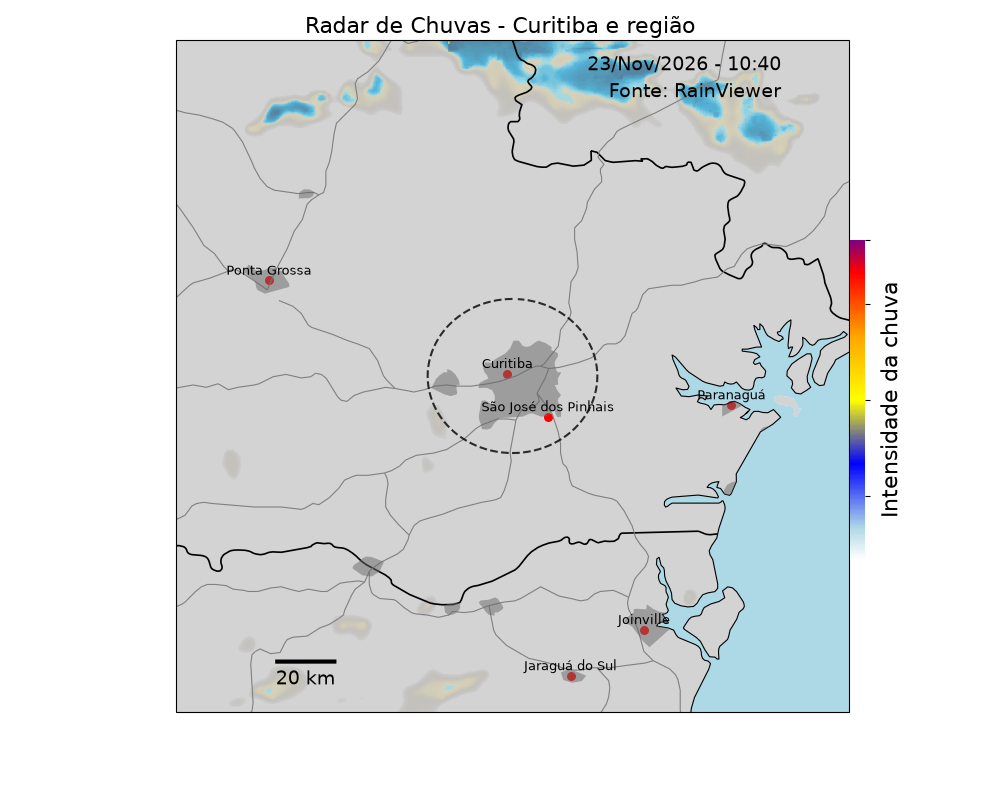 Radar de Chuvas - Curitiba e região
23/Nov/2026 - 10:40
Fonte: RainViewer
Ponta Grossa
Curitiba
Paranaguá
São José dos Pinhais
Intensidade da chuva
Joinville
Jaraguá do Sul
20 km